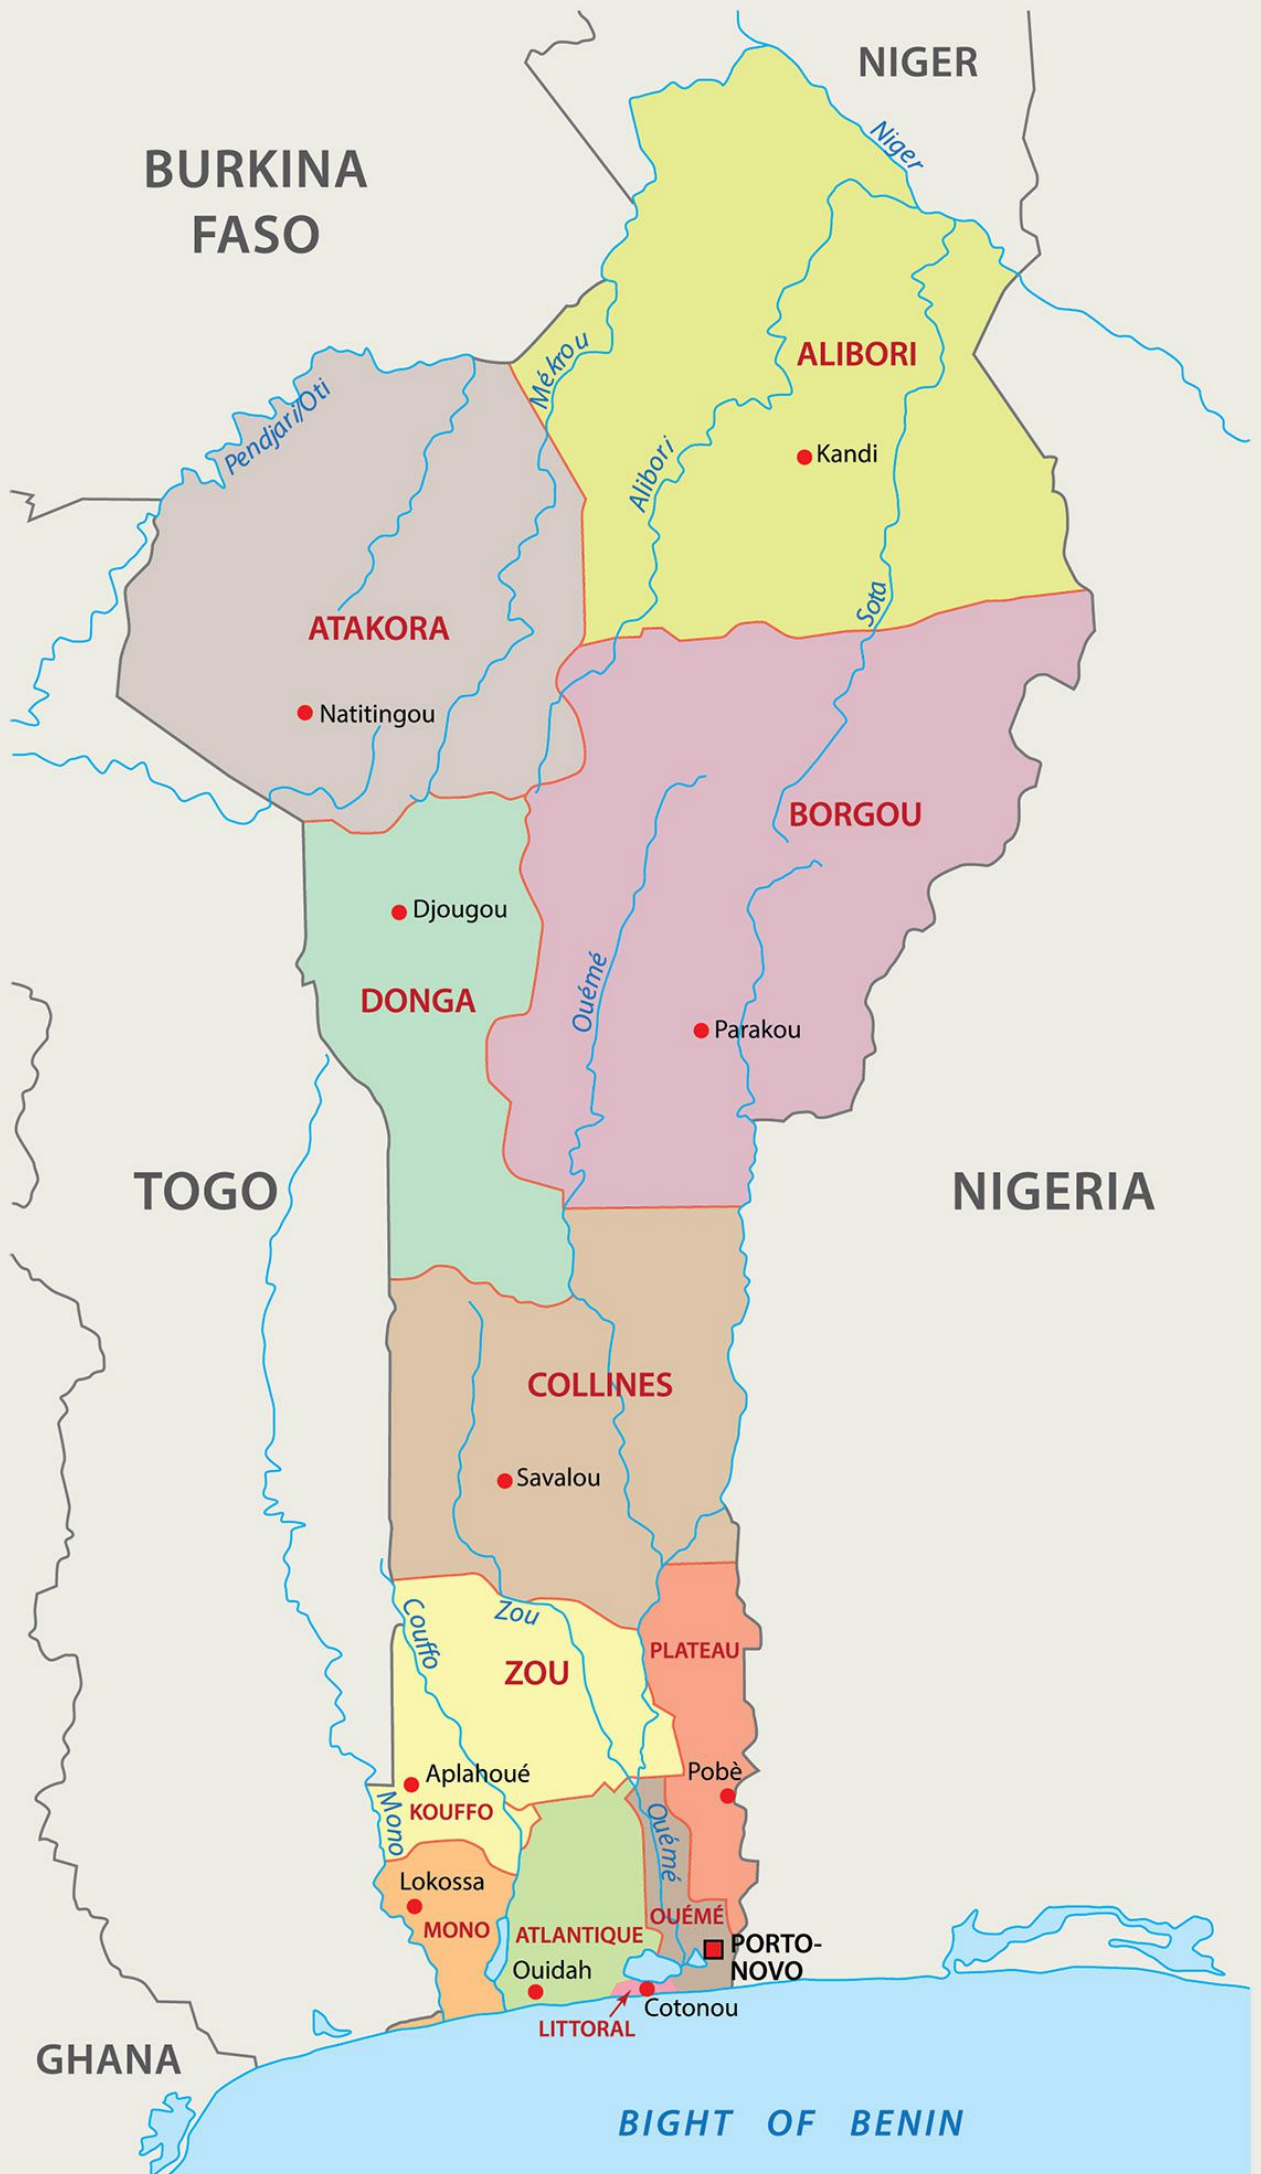 NIGER
BURKINA
FASO
Niger
Mékrou
ALIBORI
Pendjari/Oti
Kandi
Alibori
Sota
ATAKORA
Natitingou
BORGOU
Djougou
Ouémé
DONGA
Parakou
TOGO
NIGERIA
COLLINES
Savalou
Couffo
Zou
PLATEAU
ZOU
Pobè
Aplahoué
Mono
KOUFFO
Ouémé
Lokossa
MONO
OUÉMÉ
ATLANTIQUE
PORTO-
NOVO
Ouidah
Cotonou
LITTORAL
GHANA
BIGHT OF BENIN